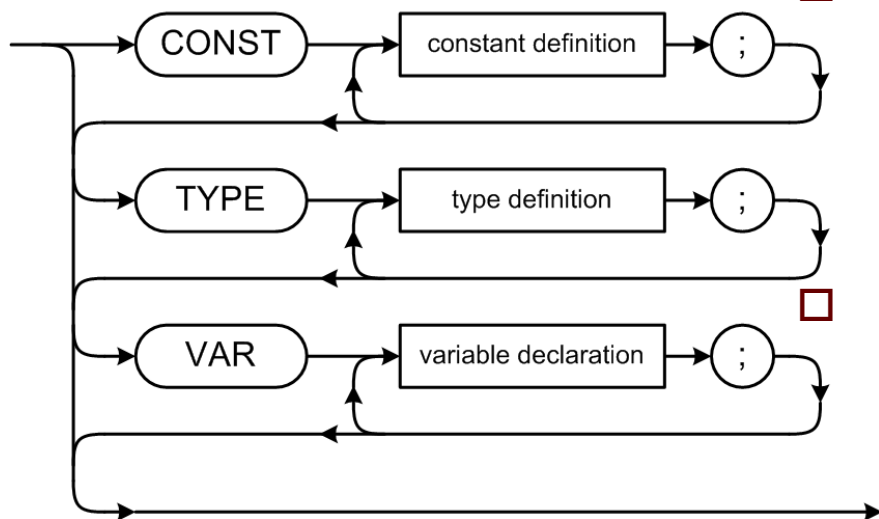 CONST constant definition ;
TYPE type definition ;
VAR variable declaration ;